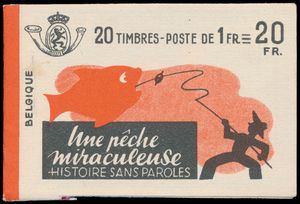 20 TIMBRES-POSTE DE 1 FR = 20 FR.
BELGIQUE
Une pêche
miraculeuse
HISTOIRE SANS PAROLES